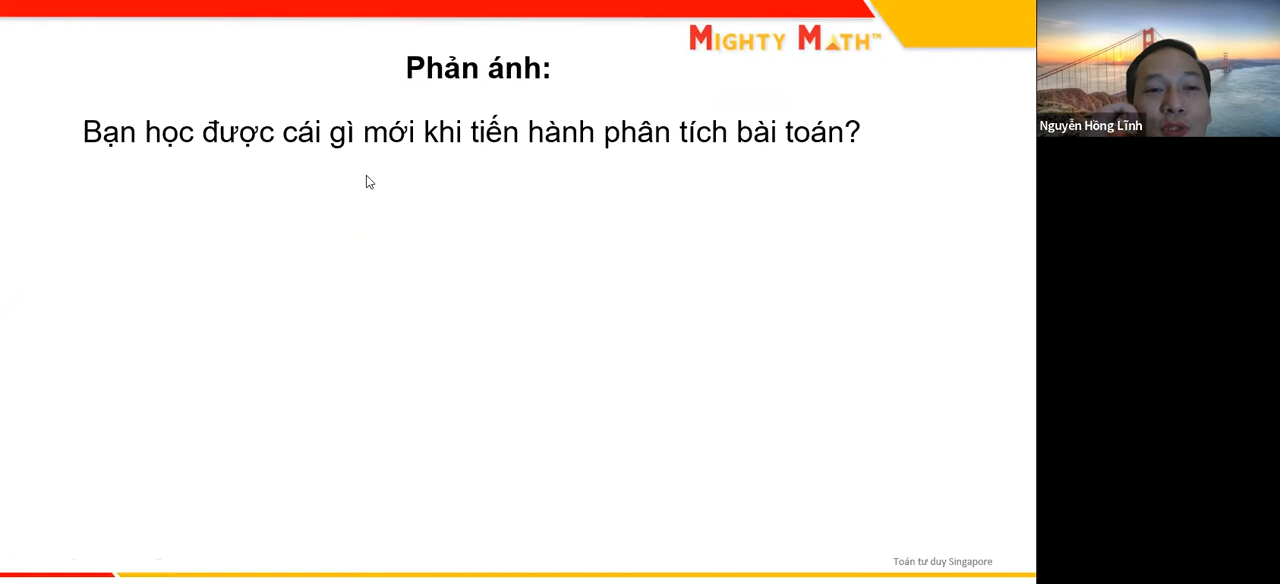 MIGHTY MATH™
Phản ánh:
Bạn học được cái gì mới khi tiến hành phân tích bài toán?
Nguyễn Hồng Lĩnh
Toán tư duy Singapore